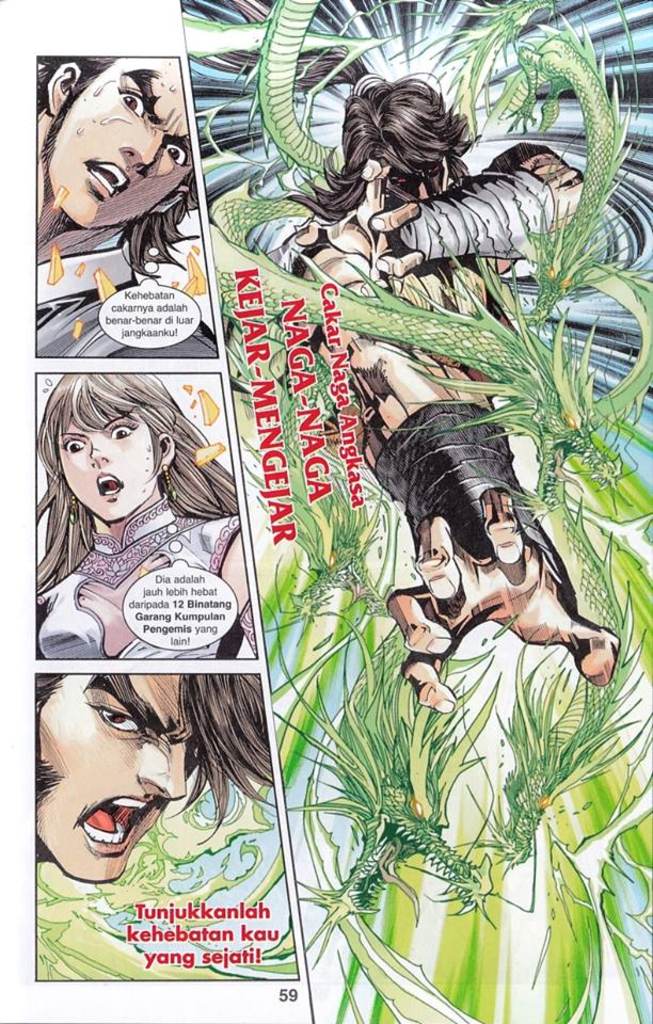 Kehebatan
cakarnya adalah
benar-benar di luar
jangkaanku!
Dia adalah
jauh lebih hebat
daripada 12 Binatang
Garang Kumpulan
Pengemis yang
lain!
Tunjukkanlah
kehebatan kau
yang sejati!
Cakar Naga Angkasa
NAGA-NAGA
KEJAR-MENGEJAR
59